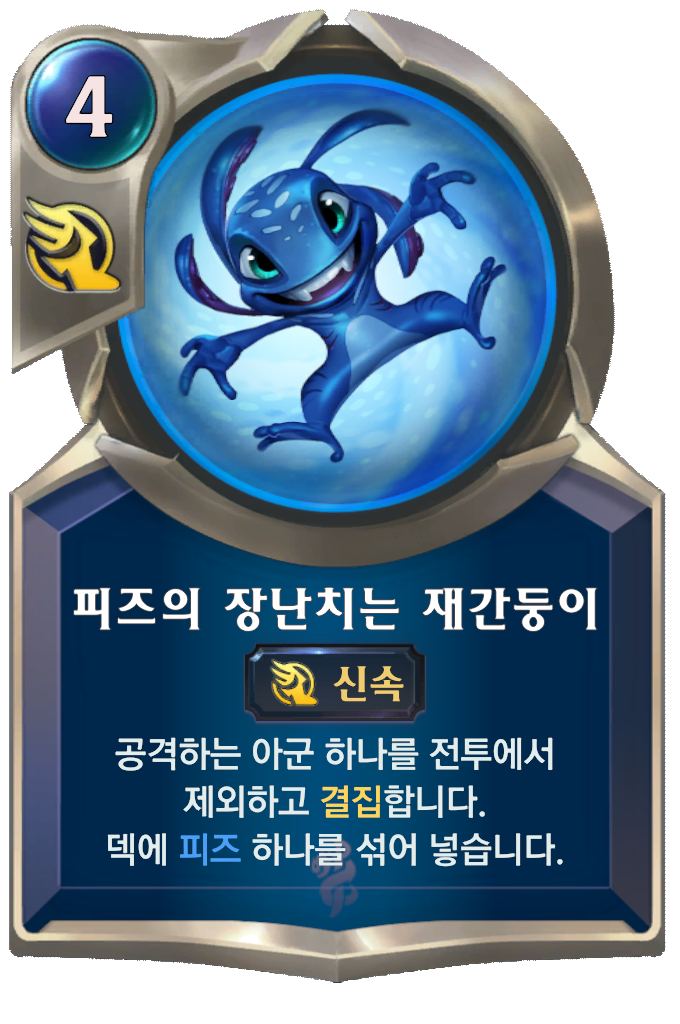 4
피즈의 장난치는 재간둥이
신속
공격하는 아군 하나를 전투에서
제외하고 결집합니다.
덱에 피즈 하나를 섞어 넣습니다.